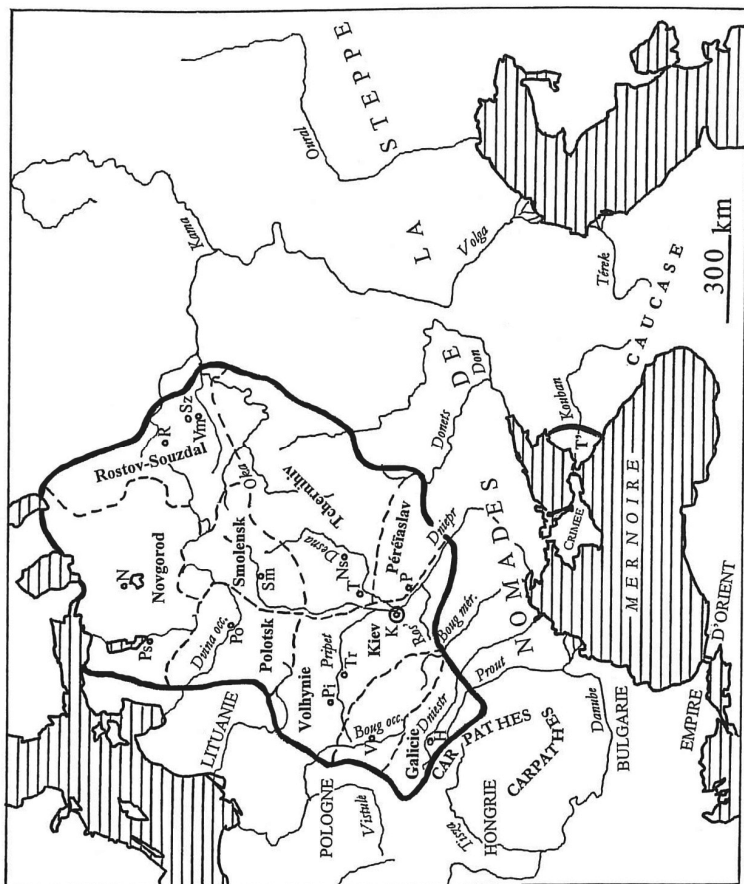 Kama
Oural
STEPPE
LA
Volga
Térek
300 km
CAUCASE
Kouban
T'
DE
Don
Donets
Rostov-Souzdal
R
Sz
Vm
Oka
Tchernihiv
Novgorod
N
Ps
Smolensk
Sm
Desna
Ns
T
Péréïaslav
P
Dniepr
NOMADES
CRIMÉE
MER NOIRE
Dvina occ.
Po
Polotsk
Pripet
Kiev
K
Ros'
Boug mér.
Tr
Pi
Volhynie
Boug occ.
V
Galicie
Dniestr
H
Prout
CARPATHES
CARPATHES
Danube
LITUANIE
POLOGNE
Vistule
Tisza
HONGRIE
BULGARIE
EMPIRE
D'ORIENT